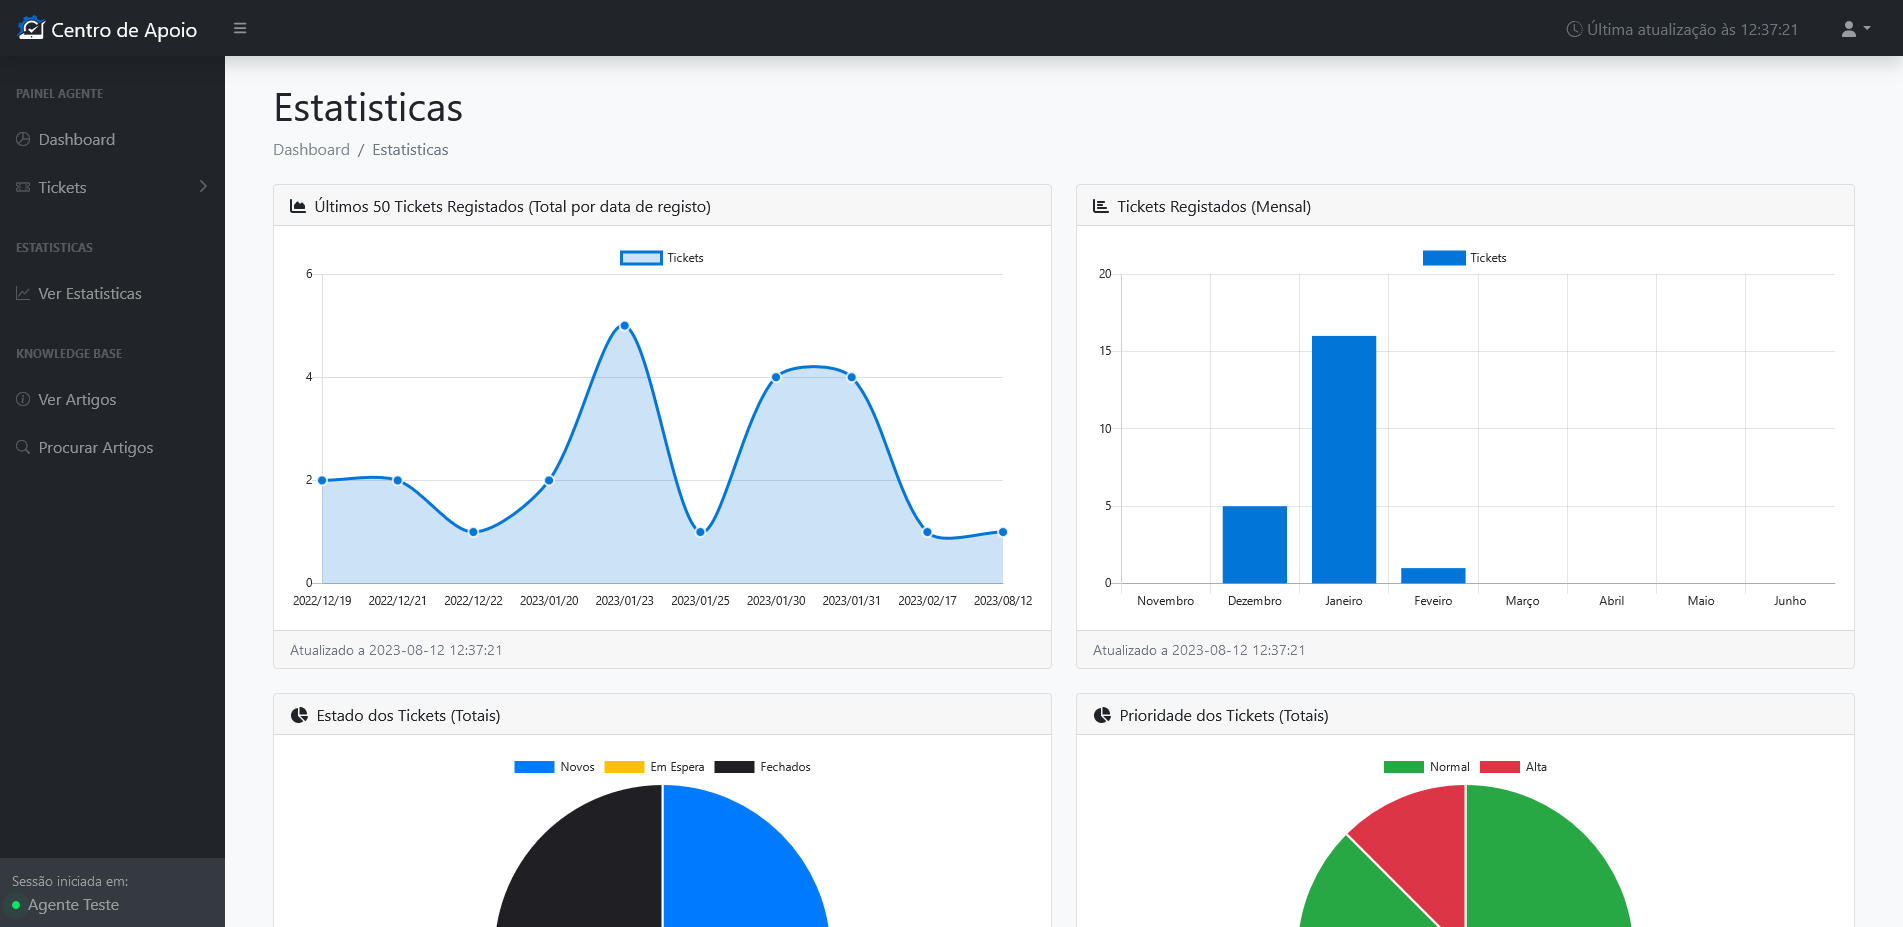 Centro de Apoio
Última atualização às 12:37:21
PAINEL AGENTE
Dashboard
Tickets
ESTATISTICAS
Ver Estatisticas
KNOWLEDGE BASE
Ver Artigos
Procurar Artigos
Sessão iniciada em:
Agente Teste
Estatisticas
Dashboard / Estatisticas
Últimos 50 Tickets Registados (Total por data de registo)
Tickets
6
4
2
0
2022/12/19 2022/12/21 2022/12/22 2023/01/20 2023/01/23 2023/01/25 2023/01/30 2023/01/31 2023/02/17 2023/08/12
Atualizado a 2023-08-12 12:37:21
Tickets Registados (Mensal)
Tickets
20
15
10
5
0
Novembro Dezembro Janeiro Feveiro Março Abril Maio Junho
Atualizado a 2023-08-12 12:37:21
Estado dos Tickets (Totais)
Novos Em Espera Fechados
Prioridade dos Tickets (Totais)
Normal Alta